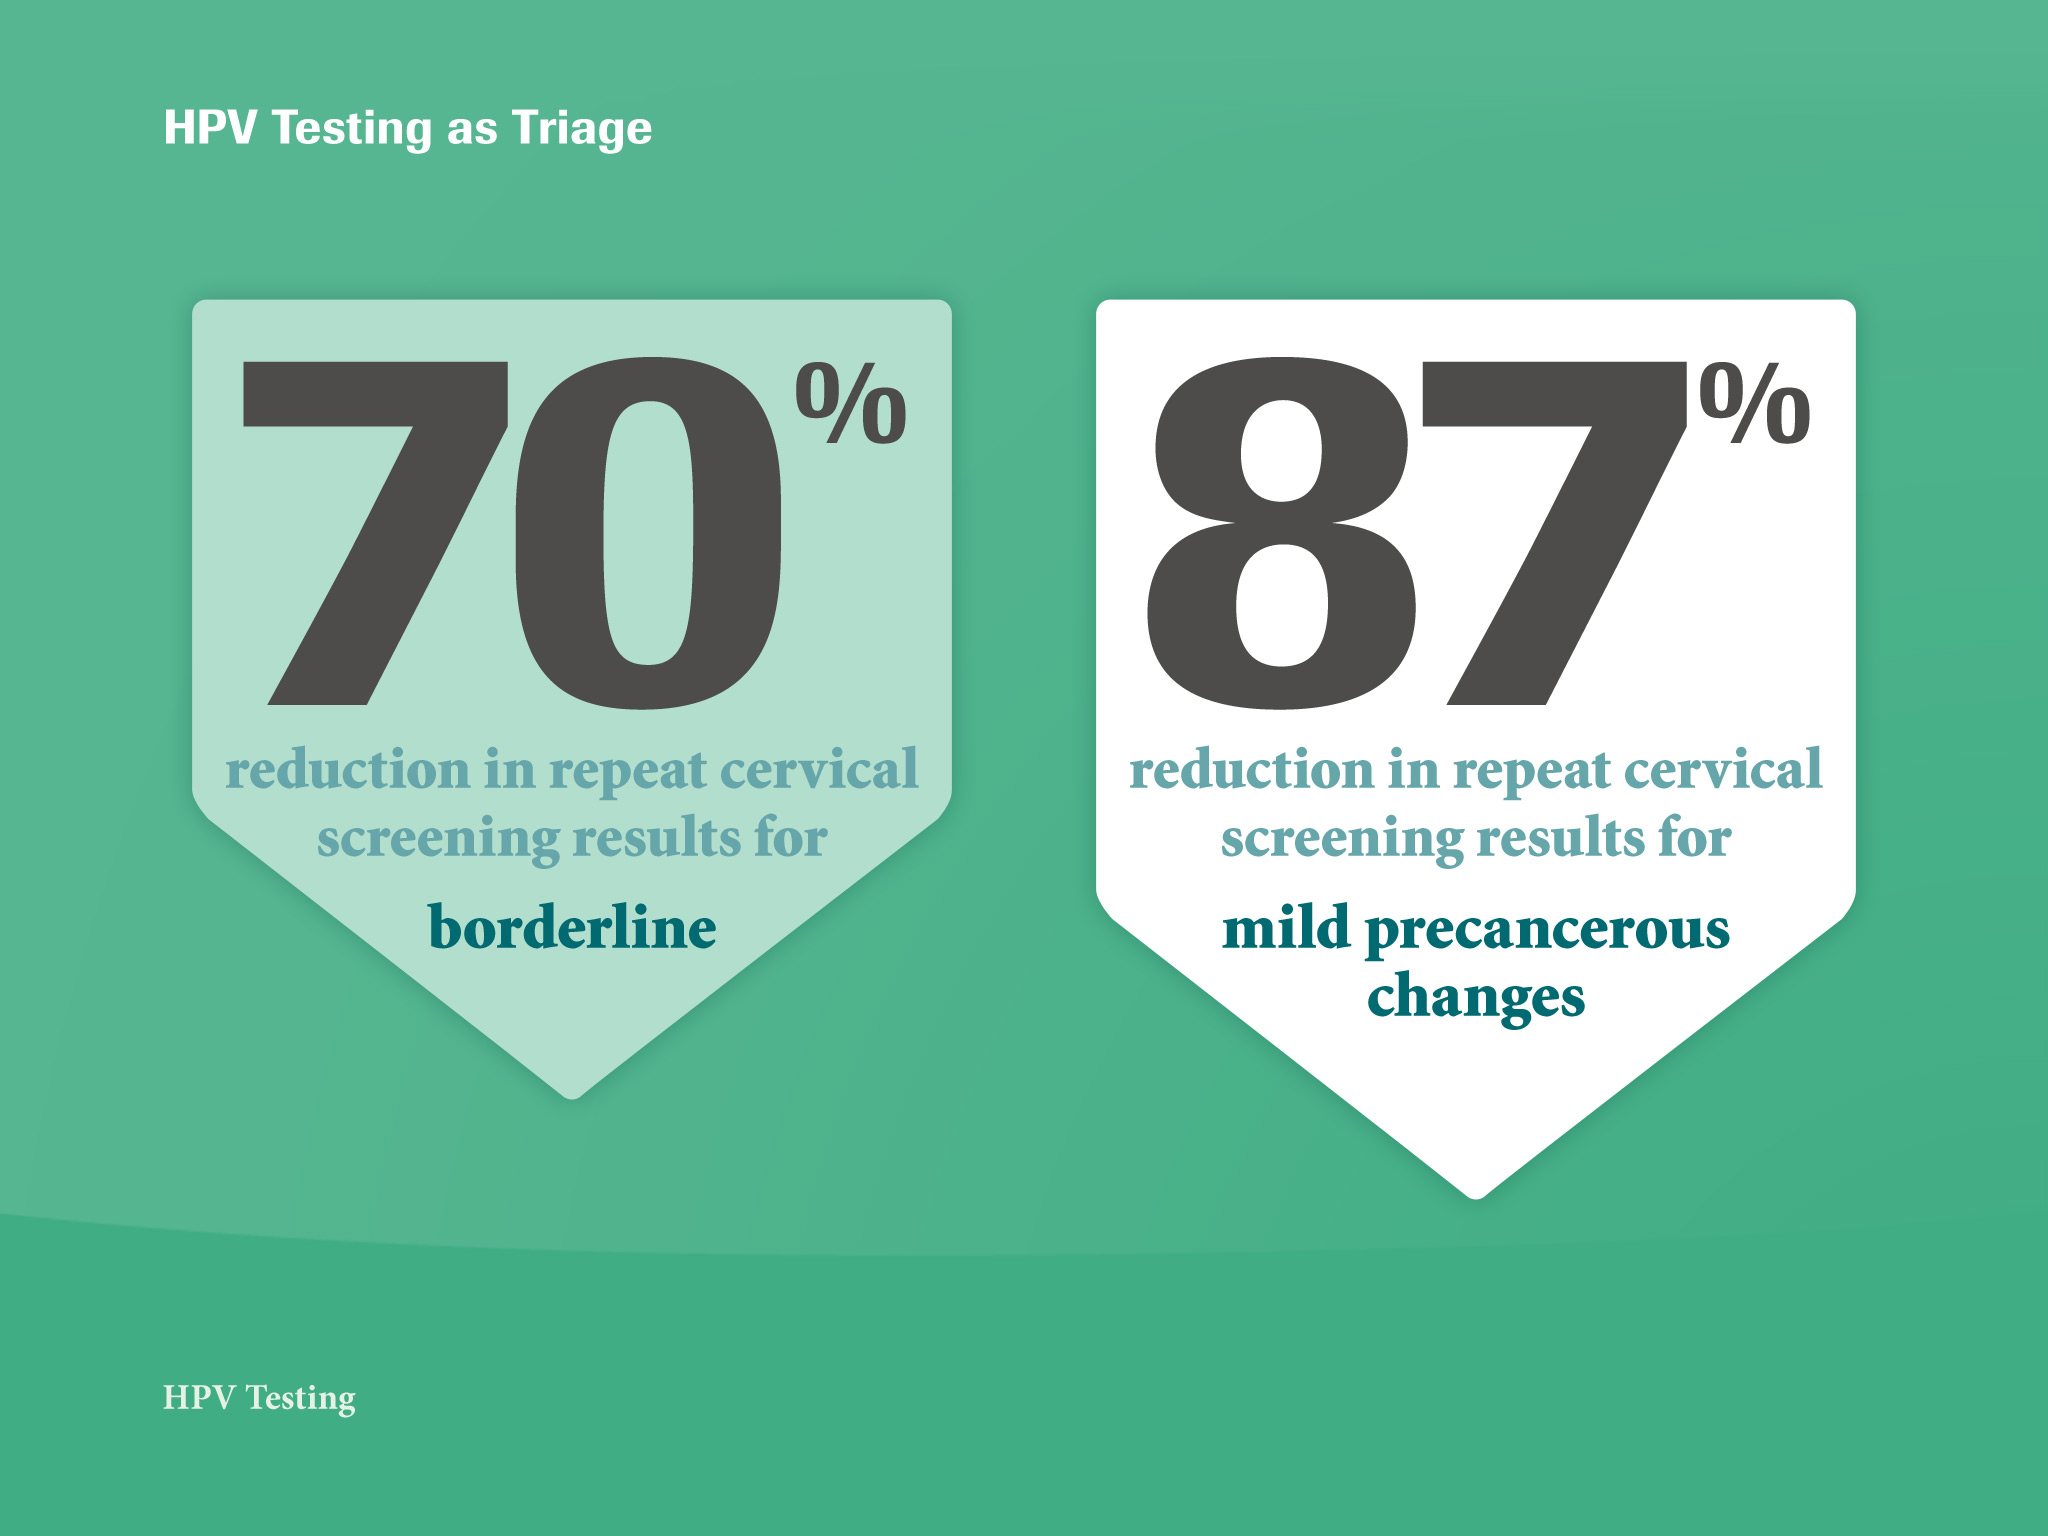 HPV Testing as Triage
70%
reduction in repeat cervical
screening results for
borderline
87%
reduction in repeat cervical
screening results for
mild precancerous
changes
HPV Testing